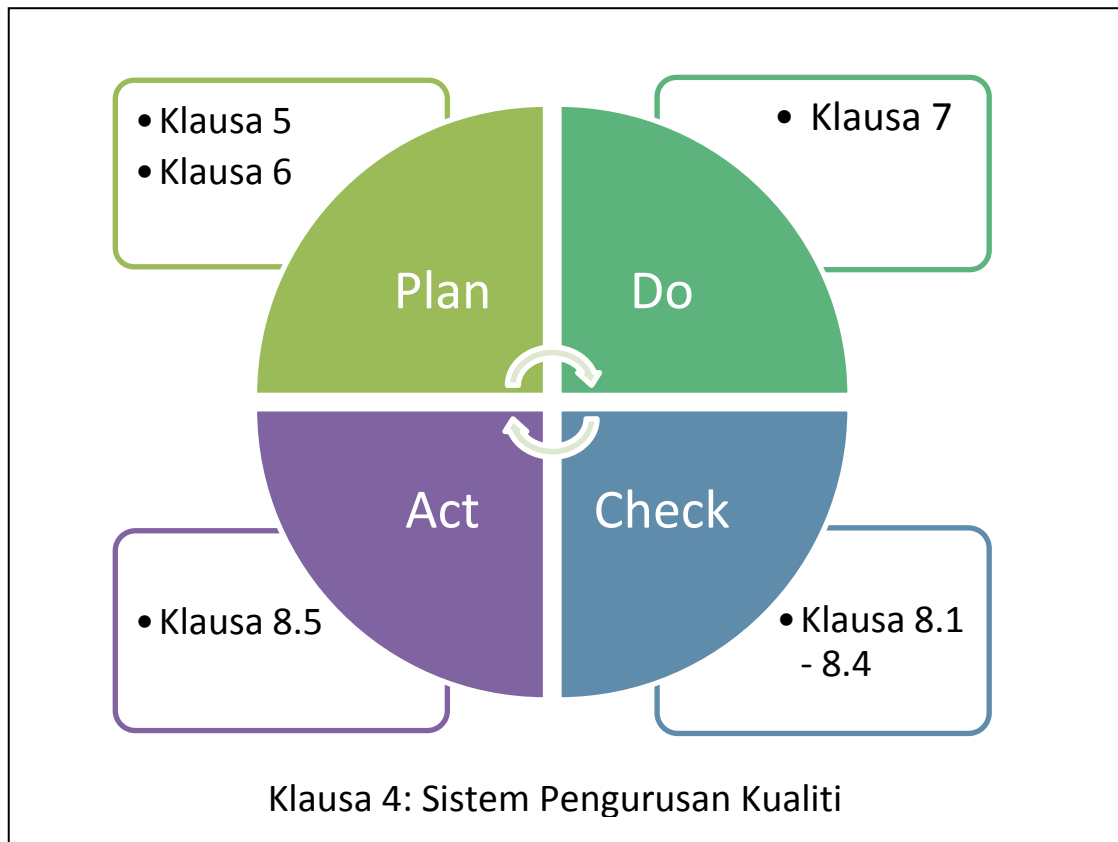 • Klausa 5
• Klausa 6
• Klausa 7
Plan
Do
Act
Check
• Klausa 8.5
• Klausa 8.1
- 8.4
Klausa 4: Sistem Pengurusan Kualiti